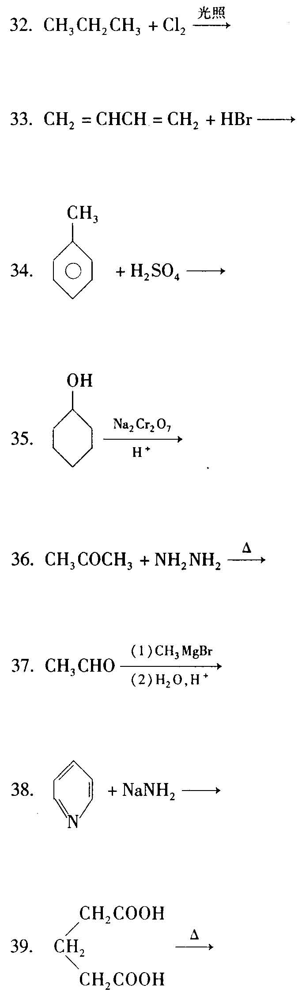 32. CH₃CH₂CH₃ + Cl₂ 光照 ⟶
33. CH₂ = CHCH = CH₂ + HBr ⟶
CH₃
34. + H₂SO₄ ⟶
OH
35. Na₂Cr₂O₇ ⟶
H⁺
36. CH₃COCH₃ + NH₂NH₂ Δ ⟶
(1)CH₃MgBr
37. CH₃CHO ⟶
(2)H₂O,H⁺
38. + NaNH₂ ⟶
N
CH₂COOH
39. CH₂ Δ ⟶
CH₂COOH